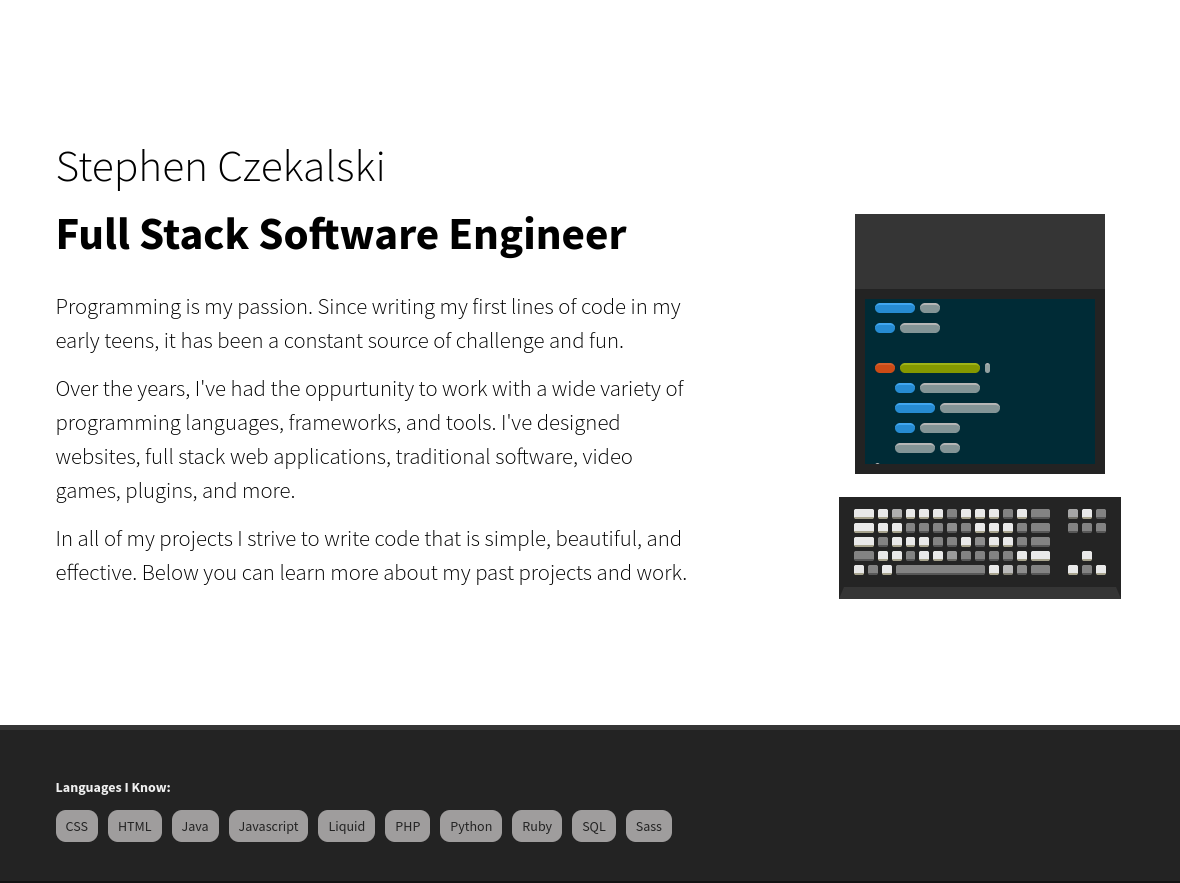 Stephen Czekalski
Full Stack Software Engineer
Programming is my passion. Since writing my first lines of code in my
early teens, it has been a constant source of challenge and fun.
Over the years, I've had the oppurtunity to work with a wide variety of
programming languages, frameworks, and tools. I've designed
websites, full stack web applications, traditional software, video
games, plugins, and more.
In all of my projects I strive to write code that is simple, beautiful, and
effective. Below you can learn more about my past projects and work.
Languages I Know:
CSS HTML Java Javascript Liquid PHP Python Ruby SQL Sass